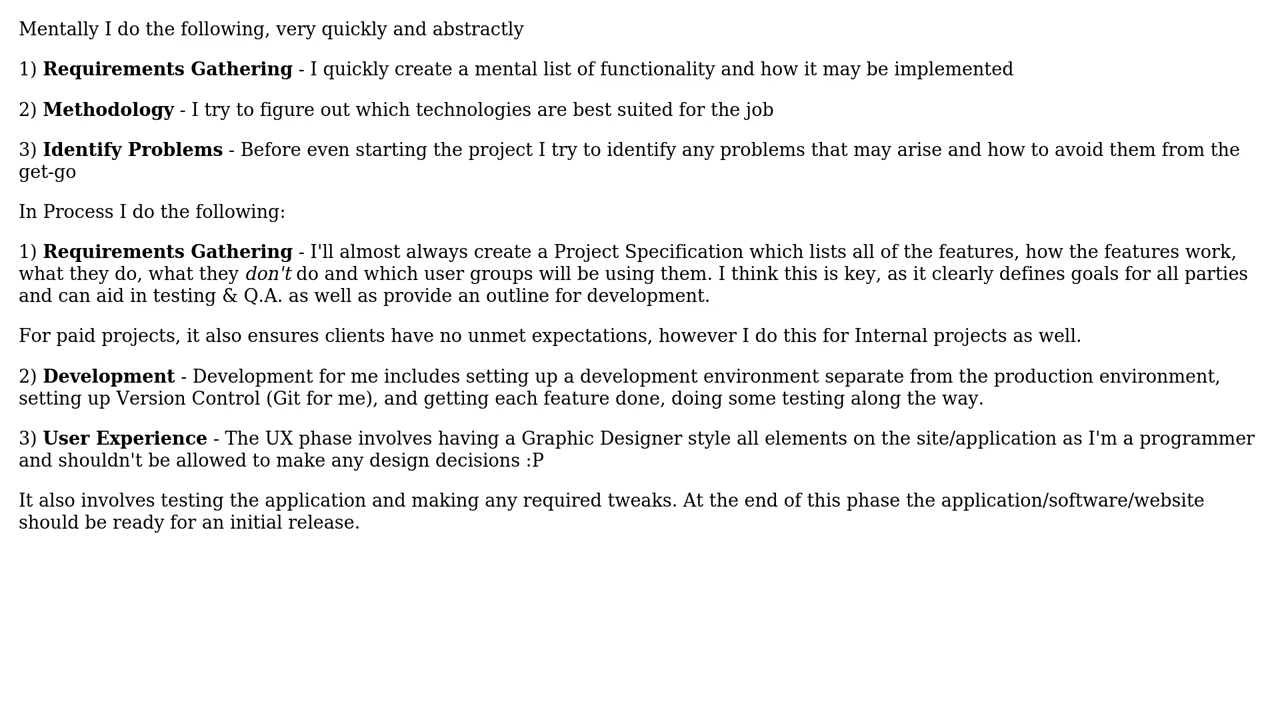 Mentally I do the following, very quickly and abstractly
1) Requirements Gathering - I quickly create a mental list of functionality and how it may be implemented
2) Methodology - I try to figure out which technologies are best suited for the job
3) Identify Problems - Before even starting the project I try to identify any problems that may arise and how to avoid them from the
get-go
In Process I do the following:
1) Requirements Gathering - I'll almost always create a Project Specification which lists all of the features, how the features work,
what they do, what they don't do and which user groups will be using them. I think this is key, as it clearly defines goals for all parties
and can aid in testing & Q.A. as well as provide an outline for development.
For paid projects, it also ensures clients have no unmet expectations, however I do this for Internal projects as well.
2) Development - Development for me includes setting up a development environment separate from the production environment,
setting up Version Control (Git for me), and getting each feature done, doing some testing along the way.
3) User Experience - The UX phase involves having a Graphic Designer style all elements on the site/application as I'm a programmer
and shouldn't be allowed to make any design decisions :P
It also involves testing the application and making any required tweaks. At the end of this phase the application/software/website
should be ready for an initial release.